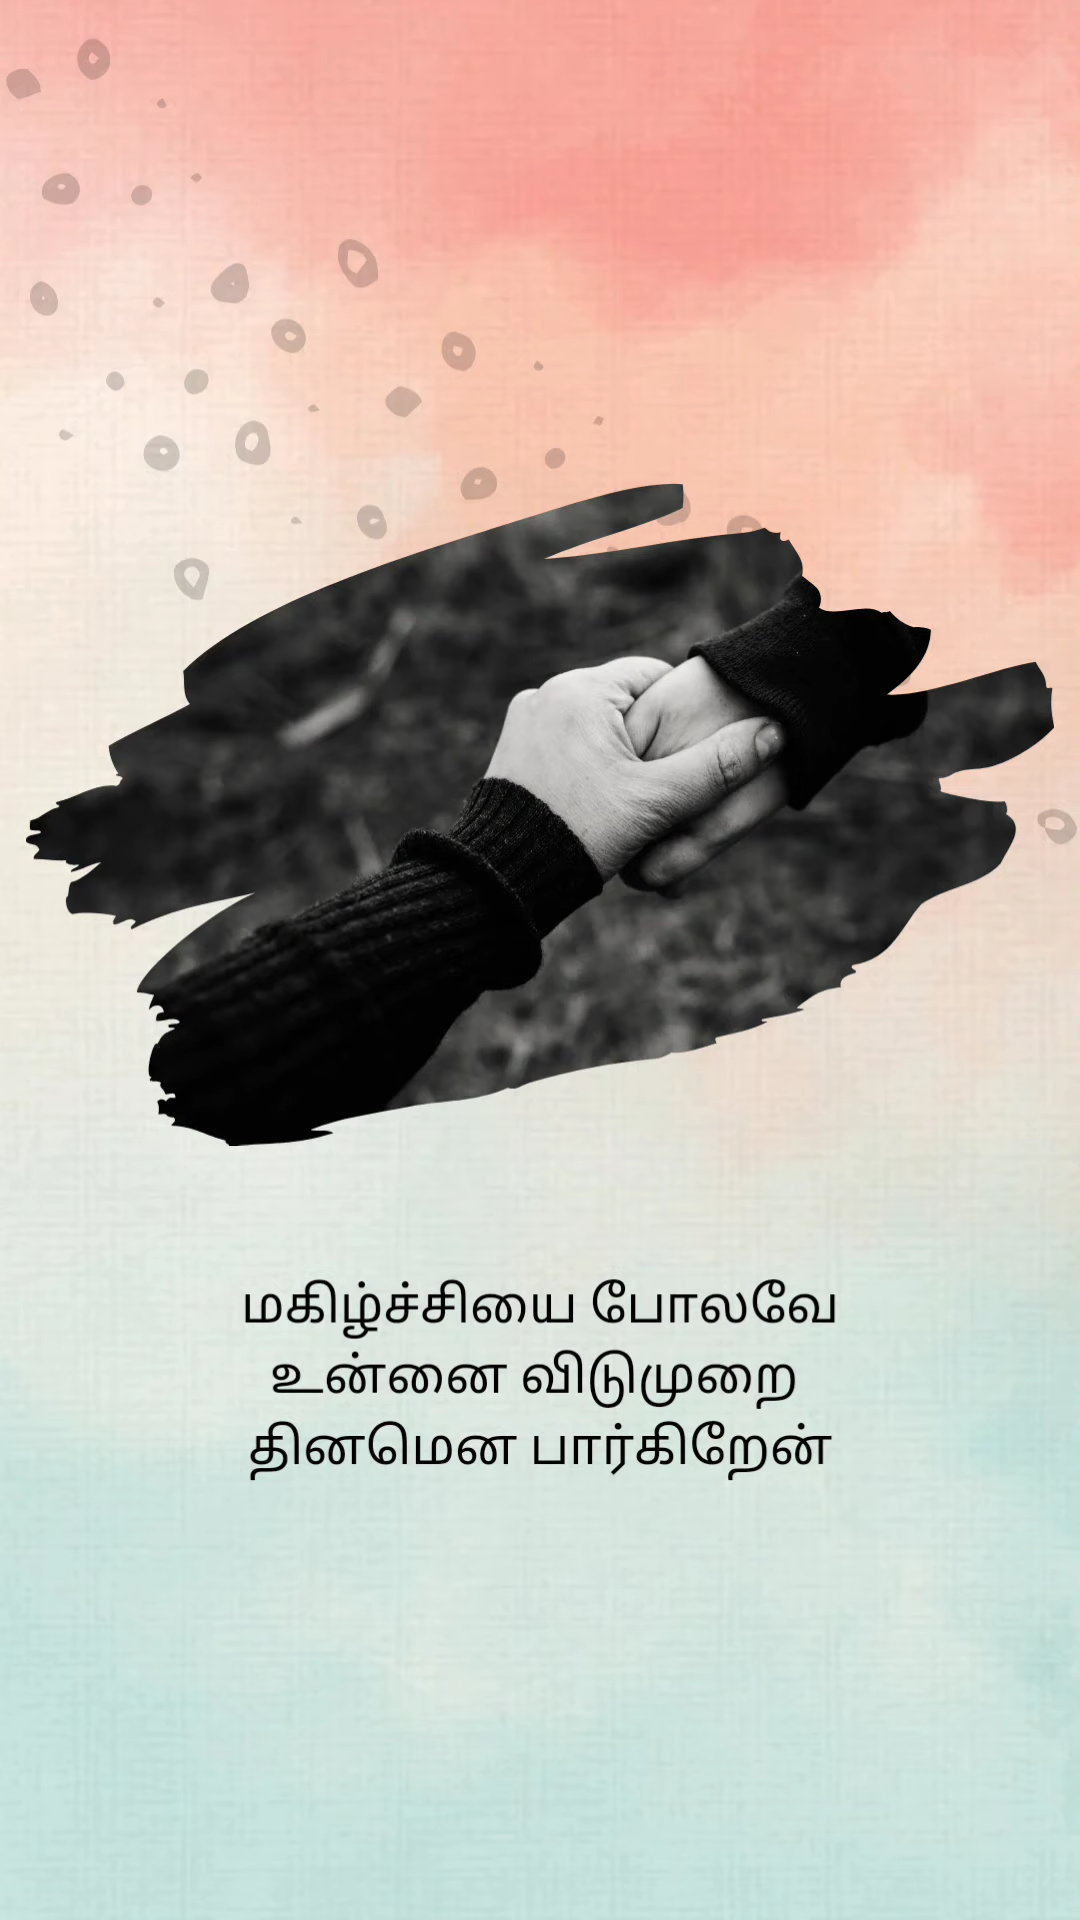 மகிழ்ச்சியை போலவே
உன்னை விடுமுறை
தினமென பார்கிறேன்